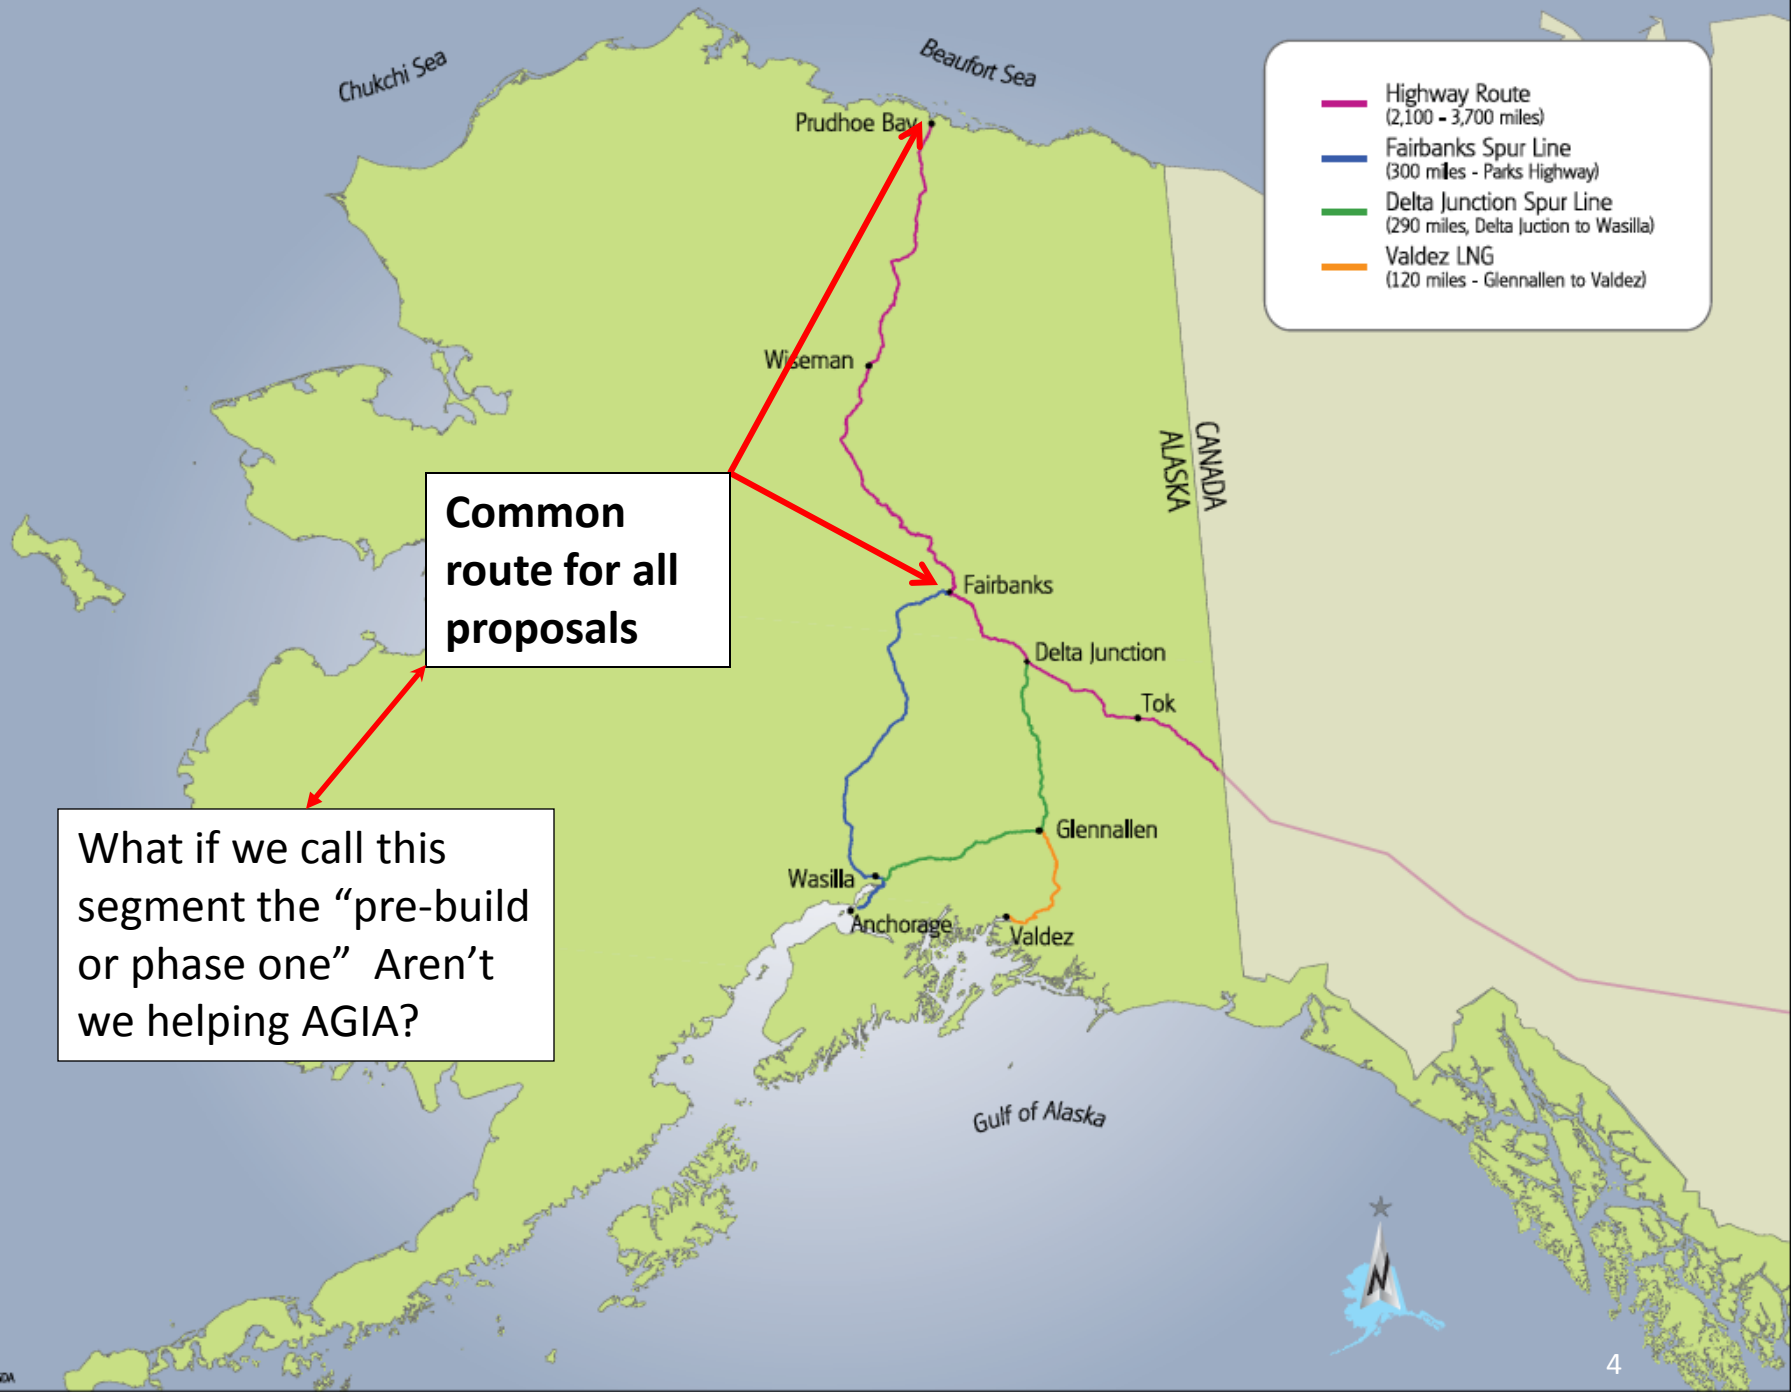 Chukchi Sea
Beaufort Sea
Prudhoe Bay
Highway Route
(2,100 - 3,700 miles)
Fairbanks Spur Line
(300 miles - Parks Highway)
Delta Junction Spur Line
(290 miles, Delta Juction to Wasilla)
Valdez LNG
(120 miles - Glennallen to Valdez)
Wiseman
CANADA
ALASKA
Common
route for all
proposals
Fairbanks
Delta Junction
Tok
What if we call this
segment the “pre-build
or phase one” Aren’t
we helping AGIA?
Glennallen
Wasilla
Anchorage
Valdez
Gulf of Alaska
N
4